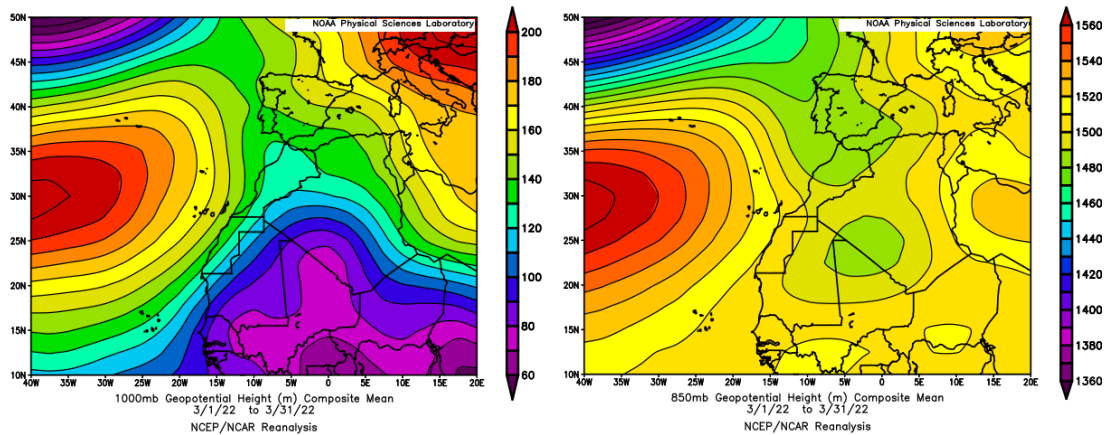 NOAA Physical Sciences Laboratory
50N
45N
40N
35N
30N
25N
20N
15N
10N
40W
35W
30W
25W
20W
15W
10W
5W
0
5E
10E
15E
20E
200
180
160
140
120
100
80
60
1000mb Geopotential Height (m) Composite Mean
3/1/22 to 3/31/22
NCEP/NCAR Reanalysis
NOAA Physical Sciences Laboratory
50N
45N
40N
35N
30N
25N
20N
15N
10N
40W
35W
30W
25W
20W
15W
10W
5W
0
5E
10E
15E
20E
1560
1540
1520
1500
1480
1460
1440
1420
1400
1380
1360
850mb Geopotential Height (m) Composite Mean
3/1/22 to 3/31/22
NCEP/NCAR Reanalysis